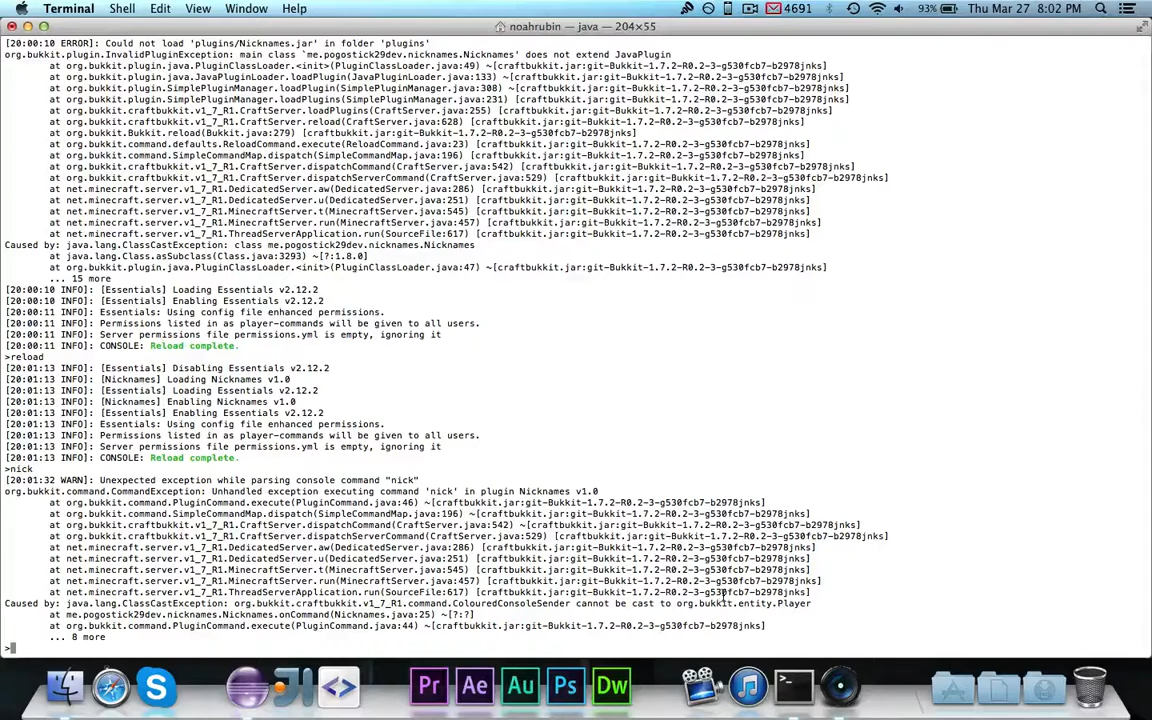 Terminal Shell Edit View Window Help 4691 93% Thu Mar 27 8:02 PM
noahrubin — java — 204×55
[20:00:10 ERROR]: Could not load 'plugins/Nicknames.jar' in folder 'plugins'
org.bukkit.plugin.InvalidPluginException: main class `me.pogostick29dev.nicknames.Nicknames' does not extend JavaPlugin
at org.bukkit.plugin.java.PluginClassLoader.<init>(PluginClassLoader.java:49) ~[craftbukkit.jar:git-Bukkit-1.7.2-R0.2-3-g530fcb7-b2978jnks]
at org.bukkit.plugin.java.JavaPluginLoader.loadPlugin(JavaPluginLoader.java:133) ~[craftbukkit.jar:git-Bukkit-1.7.2-R0.2-3-g530fcb7-b2978jnks]
at org.bukkit.plugin.SimplePluginManager.loadPlugin(SimplePluginManager.java:308) ~[craftbukkit.jar:git-Bukkit-1.7.2-R0.2-3-g530fcb7-b2978jnks]
at org.bukkit.plugin.SimplePluginManager.loadPlugins(SimplePluginManager.java:231) ~[craftbukkit.jar:git-Bukkit-1.7.2-R0.2-3-g530fcb7-b2978jnks]
at org.bukkit.craftbukkit.v1_7_R1.CraftServer.loadPlugins(CraftServer.java:255) ~[craftbukkit.jar:git-Bukkit-1.7.2-R0.2-3-g530fcb7-b2978jnks]
at org.bukkit.craftbukkit.v1_7_R1.CraftServer.reload(CraftServer.java:628) ~[craftbukkit.jar:git-Bukkit-1.7.2-R0.2-3-g530fcb7-b2978jnks]
at org.bukkit.Bukkit.reload(Bukkit.java:279) [craftbukkit.jar:git-Bukkit-1.7.2-R0.2-3-g530fcb7-b2978jnks]
at org.bukkit.command.defaults.ReloadCommand.execute(ReloadCommand.java:23) [craftbukkit.jar:git-Bukkit-1.7.2-R0.2-3-g530fcb7-b2978jnks]
at org.bukkit.command.SimpleCommandMap.dispatch(SimpleCommandMap.java:196) [craftbukkit.jar:git-Bukkit-1.7.2-R0.2-3-g530fcb7-b2978jnks]
at org.bukkit.craftbukkit.v1_7_R1.CraftServer.dispatchCommand(CraftServer.java:542) [craftbukkit.jar:git-Bukkit-1.7.2-R0.2-3-g530fcb7-b2978jnks]
at org.bukkit.craftbukkit.v1_7_R1.CraftServer.dispatchServerCommand(CraftServer.java:529) [craftbukkit.jar:git-Bukkit-1.7.2-R0.2-3-g530fcb7-b2978jnks]
at net.minecraft.server.v1_7_R1.DedicatedServer.aw(DedicatedServer.java:286) [craftbukkit.jar:git-Bukkit-1.7.2-R0.2-3-g530fcb7-b2978jnks]
at net.minecraft.server.v1_7_R1.DedicatedServer.u(DedicatedServer.java:251) [craftbukkit.jar:git-Bukkit-1.7.2-R0.2-3-g530fcb7-b2978jnks]
at net.minecraft.server.v1_7_R1.MinecraftServer.t(MinecraftServer.java:545) [craftbukkit.jar:git-Bukkit-1.7.2-R0.2-3-g530fcb7-b2978jnks]
at net.minecraft.server.v1_7_R1.MinecraftServer.run(MinecraftServer.java:457) [craftbukkit.jar:git-Bukkit-1.7.2-R0.2-3-g530fcb7-b2978jnks]
at net.minecraft.server.v1_7_R1.ThreadServerApplication.run(SourceFile:617) [craftbukkit.jar:git-Bukkit-1.7.2-R0.2-3-g530fcb7-b2978jnks]
Caused by: java.lang.ClassCastException: class me.pogostick29dev.nicknames.Nicknames
at java.lang.Class.asSubclass(Class.java:3293) ~[?:1.8.0]
at org.bukkit.plugin.java.PluginClassLoader.<init>(PluginClassLoader.java:47) ~[craftbukkit.jar:git-Bukkit-1.7.2-R0.2-3-g530fcb7-b2978jnks]
... 15 more
[20:00:10 INFO]: [Essentials] Loading Essentials v2.12.2
[20:00:10 INFO]: [Essentials] Enabling Essentials v2.12.2
[20:00:11 INFO]: Essentials: Using config file enhanced permissions.
[20:00:11 INFO]: Permissions listed in as player-commands will be given to all users.
[20:00:11 INFO]: Server permissions file permissions.yml is empty, ignoring it
[20:00:11 INFO]: CONSOLE: Reload complete.
>reload
[20:01:13 INFO]: [Essentials] Disabling Essentials v2.12.2
[20:01:13 INFO]: [Nicknames] Loading Nicknames v1.0
[20:01:13 INFO]: [Essentials] Loading Essentials v2.12.2
[20:01:13 INFO]: [Nicknames] Enabling Nicknames v1.0
[20:01:13 INFO]: [Essentials] Enabling Essentials v2.12.2
[20:01:13 INFO]: Essentials: Using config file enhanced permissions.
[20:01:13 INFO]: Permissions listed in as player-commands will be given to all users.
[20:01:13 INFO]: Server permissions file permissions.yml is empty, ignoring it
[20:01:13 INFO]: CONSOLE: Reload complete.
>nick
[20:01:32 WARN]: Unexpected exception while parsing console command "nick"
org.bukkit.command.CommandException: Unhandled exception executing command 'nick' in plugin Nicknames v1.0
at org.bukkit.command.PluginCommand.execute(PluginCommand.java:46) ~[craftbukkit.jar:git-Bukkit-1.7.2-R0.2-3-g530fcb7-b2978jnks]
at org.bukkit.command.SimpleCommandMap.dispatch(SimpleCommandMap.java:196) ~[craftbukkit.jar:git-Bukkit-1.7.2-R0.2-3-g530fcb7-b2978jnks]
at org.bukkit.craftbukkit.v1_7_R1.CraftServer.dispatchCommand(CraftServer.java:542) ~[craftbukkit.jar:git-Bukkit-1.7.2-R0.2-3-g530fcb7-b2978jnks]
at org.bukkit.craftbukkit.v1_7_R1.CraftServer.dispatchServerCommand(CraftServer.java:529) [craftbukkit.jar:git-Bukkit-1.7.2-R0.2-3-g530fcb7-b2978jnks]
at net.minecraft.server.v1_7_R1.DedicatedServer.aw(DedicatedServer.java:286) [craftbukkit.jar:git-Bukkit-1.7.2-R0.2-3-g530fcb7-b2978jnks]
at net.minecraft.server.v1_7_R1.DedicatedServer.u(DedicatedServer.java:251) [craftbukkit.jar:git-Bukkit-1.7.2-R0.2-3-g530fcb7-b2978jnks]
at net.minecraft.server.v1_7_R1.MinecraftServer.t(MinecraftServer.java:545) [craftbukkit.jar:git-Bukkit-1.7.2-R0.2-3-g530fcb7-b2978jnks]
at net.minecraft.server.v1_7_R1.MinecraftServer.run(MinecraftServer.java:457) [craftbukkit.jar:git-Bukkit-1.7.2-R0.2-3-g530fcb7-b2978jnks]
at net.minecraft.server.v1_7_R1.ThreadServerApplication.run(SourceFile:617) [craftbukkit.jar:git-Bukkit-1.7.2-R0.2-3-g530fcb7-b2978jnks]
Caused by: java.lang.ClassCastException: org.bukkit.craftbukkit.v1_7_R1.command.ColouredConsoleSender cannot be cast to org.bukkit.entity.Player
at me.pogostick29dev.nicknames.Nicknames.onCommand(Nicknames.java:25) ~[?:?]
at org.bukkit.command.PluginCommand.execute(PluginCommand.java:44) ~[craftbukkit.jar:git-Bukkit-1.7.2-R0.2-3-g530fcb7-b2978jnks]
... 8 more
>
Pr Ae Au Ps Dw